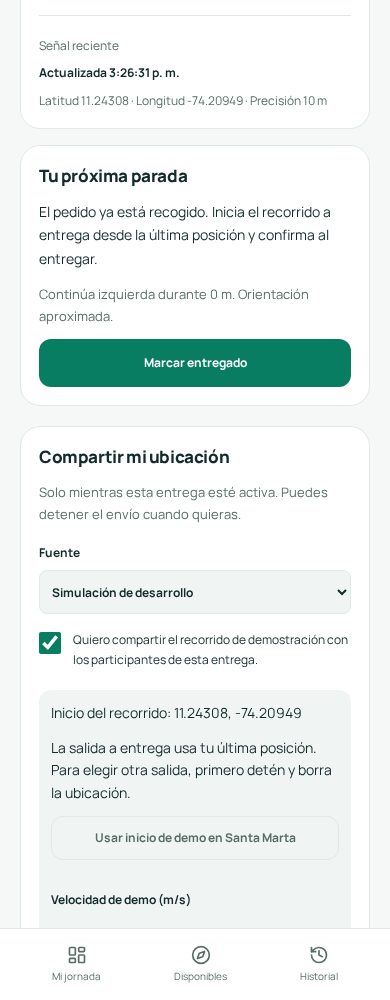 Señal reciente
Actualizada 3:26:31 p. m.
Latitud 11.24308 · Longitud -74.20949 · Precisión 10 m
Tu próxima parada
El pedido ya está recogido. Inicia el recorrido a
entrega desde la última posición y confirma al
entregar.
Continúa izquierda durante 0 m. Orientación
aproximada.
Marcar entregado
Compartir mi ubicación
Solo mientras esta entrega esté activa. Puedes
detener el envío cuando quieras.
Fuente
Simulación de desarrollo
Quiero compartir el recorrido de demostración con
los participantes de esta entrega.
Inicio del recorrido: 11.24308, -74.20949
La salida a entrega usa tu última posición.
Para elegir otra salida, primero detén y borra
la ubicación.
Usar inicio de demo en Santa Marta
Velocidad de demo (m/s)
Mi jornada
Disponibles
Historial